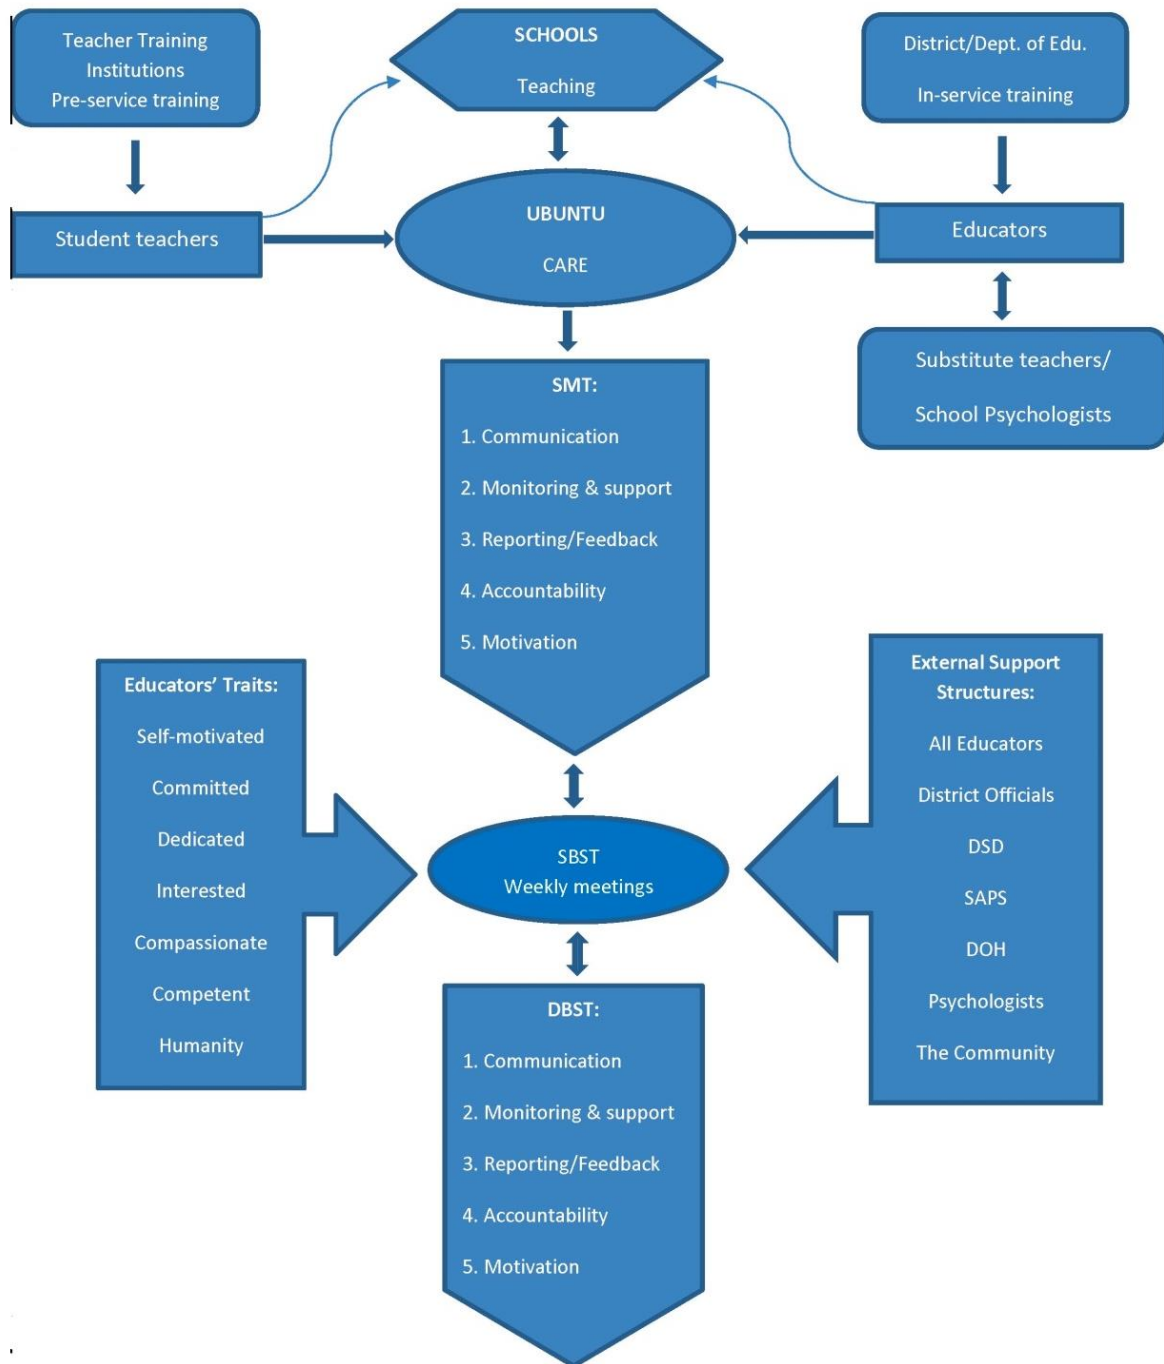 Teacher Training
Institutions
Pre-service training
SCHOOLS
Teaching
District/Dept. of Edu.
In-service training
Student teachers
UBUNTU
CARE
Educators
Substitute teachers/
School Psychologists
SMT:
1. Communication
2. Monitoring & support
3. Reporting/Feedback
4. Accountability
5. Motivation
Educators’ Traits:
Self-motivated
Committed
Dedicated
Interested
Compassionate
Competent
Humanity
SBST
Weekly meetings
External Support
Structures:
All Educators
District Officials
DSD
SAPS
DOH
Psychologists
The Community
DBST:
1. Communication
2. Monitoring & support
3. Reporting/Feedback
4. Accountability
5. Motivation